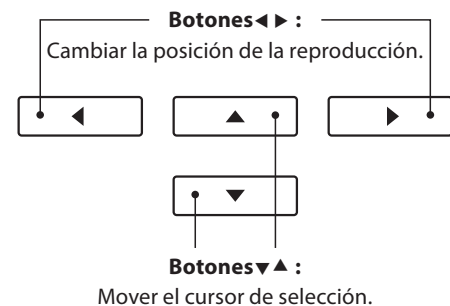 Botones◀ ▶ :
Cambiar la posición de la reproducción.
Botones▼▲ :
Mover el cursor de selección.